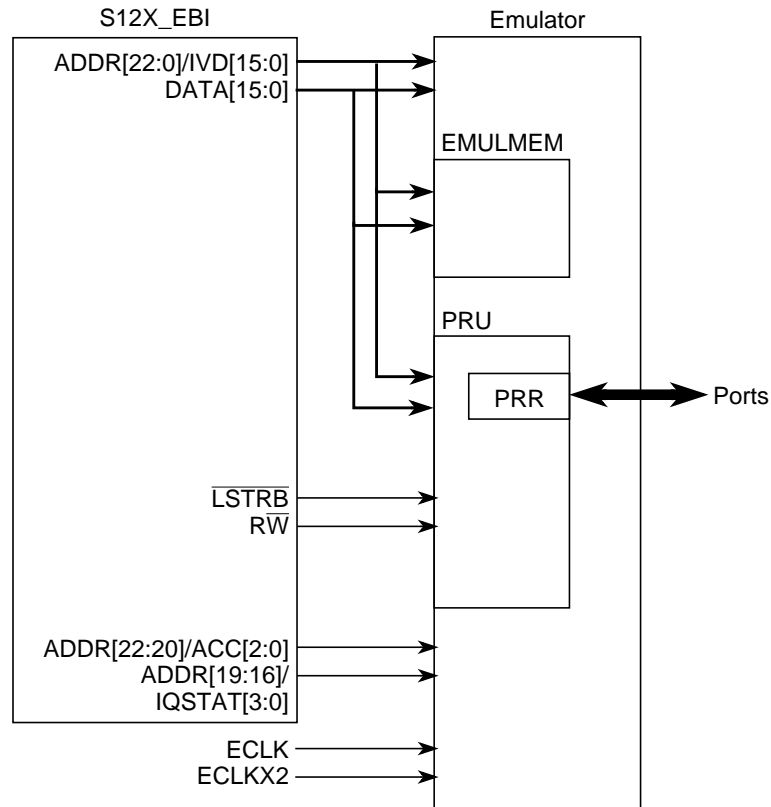 S12X_EBI
Emulator
ADDR[22:0]/IVD[15:0]
DATA[15:0]
EMULMEM
PRU
PRR
Ports
LSTRB
RW
ADDR[22:20]/ACC[2:0]
ADDR[19:16]/
IQSTAT[3:0]
ECLK
ECLKX2